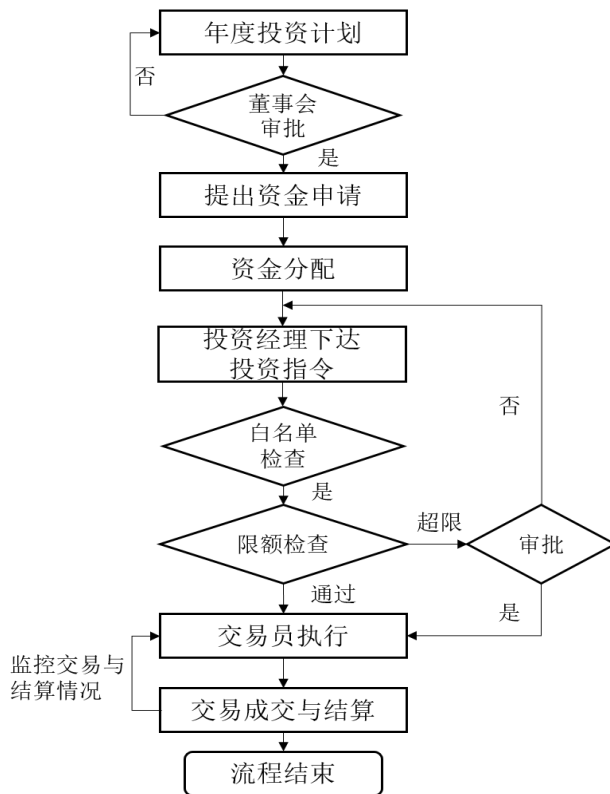 年度投资计划
否
董事会
审批
是
提出资金申请
资金分配
投资经理下达
投资指令
否
白名单
检查
是
超限
限额检查
审批
通过
是
交易员执行
监控交易与
结算情况
交易成交与结算
流程结束